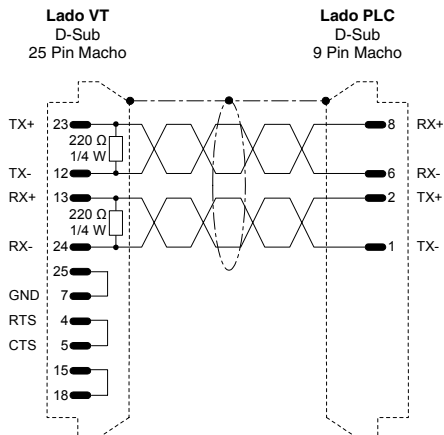 Lado VT
D-Sub
25 Pin Macho
Lado PLC
D-Sub
9 Pin Macho
TX+ 23
220 Ω
1/4 W
TX- 12
RX+ 13
220 Ω
1/4 W
RX- 24
25
GND 7
RTS 4
CTS 5
15
18
8 RX+
6 RX-
2 TX+
1 TX-